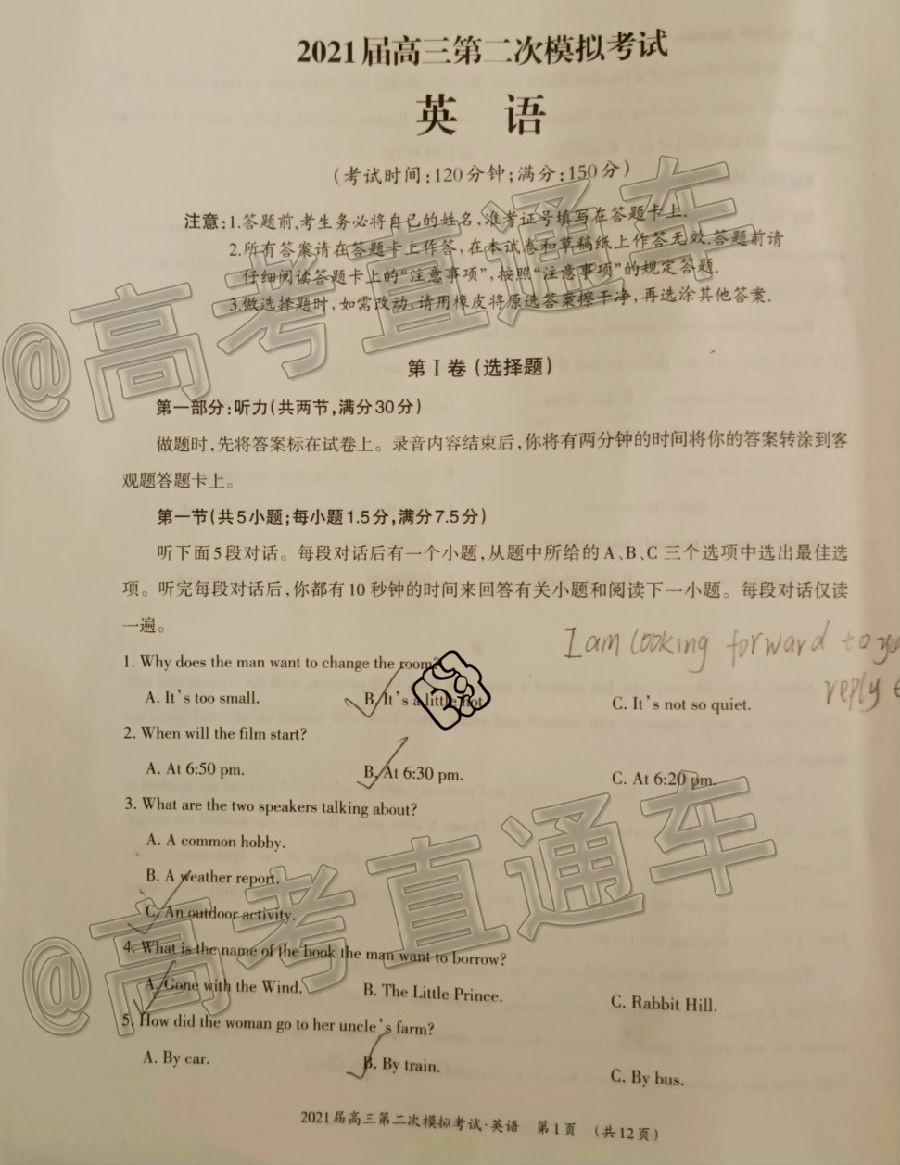 2021届高三第二次模拟考试
英 语
(考试时间:120分钟;满分:150分)
注意:1.答题前,考生务必将自己的姓名、准考证号填写在答题卡上.
2.所有答案请在答题卡上作答,在本试卷和草稿纸上作答无效.答题前请
仔细阅读答题卡上的“注意事项”,按照“注意事项”的规定答题.
3.做选择题时,如需改动,请用橡皮将原选答案擦干净,再选涂其他答案.
第Ⅰ卷(选择题)
第一部分:听力(共两节,满分30分)
做题时,先将答案标在试卷上。录音内容结束后,你将有两分钟的时间将你的答案转涂到客
观题答题卡上。
第一节(共5小题;每小题1.5分,满分7.5分)
听下面5段对话。每段对话后有一个小题,从题中所给的A、B、C 三个选项中选出最佳选
项。听完每段对话后,你都有10秒钟的时间来回答有关小题和阅读下一小题。每段对话仅读
一遍。
I am looking forward to
reply
1. Why does the man want to change the room?
A. It's too small. B. It's a little hot. C. It's not so quiet.
2. When will the film start?
A. At 6:50 pm. B. At 6:30 pm. C. At 6:20 pm.
3. What are the two speakers talking about?
A. A common hobby.
B. A weather report.
C. An outdoor activity.
4. What is the name of the book the man want to borrow?
A. Gone with the Wind. B. The Little Prince. C. Rabbit Hill.
5. How did the woman go to her uncle's farm?
A. By car. B. By train. C. By bus.
2021届高三第二次模拟考试·英语 第1页 (共12页)
@高考直通车
@高考直通车